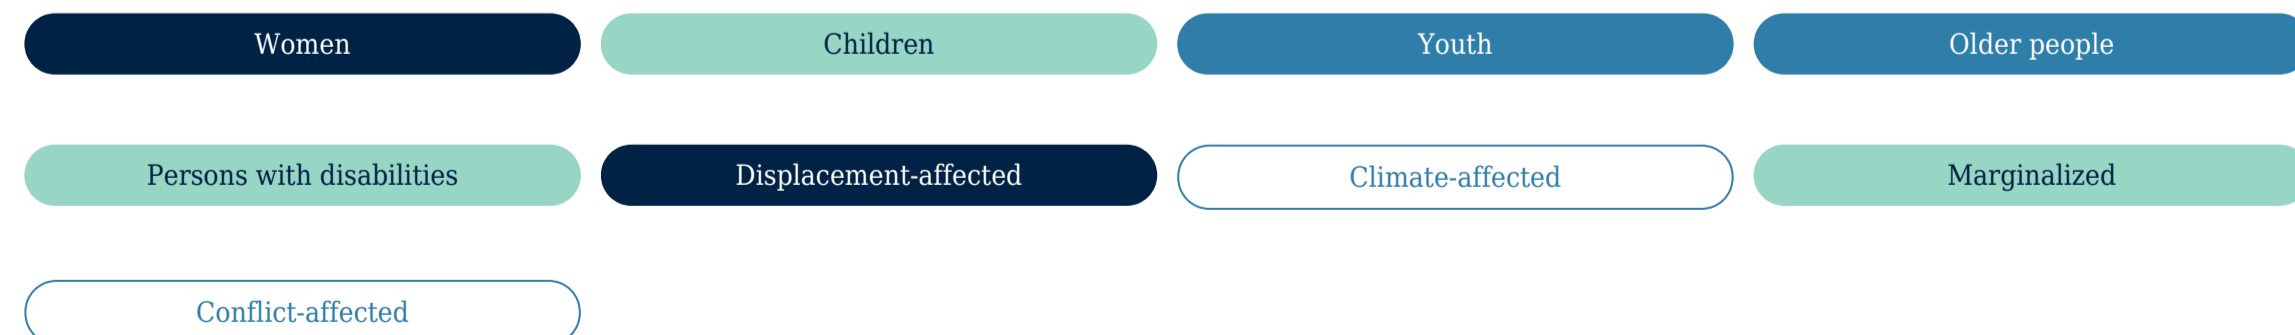 Women
Children
Youth
Older people
Persons with disabilities
Displacement-affected
Climate-affected
Marginalized
Conflict-affected